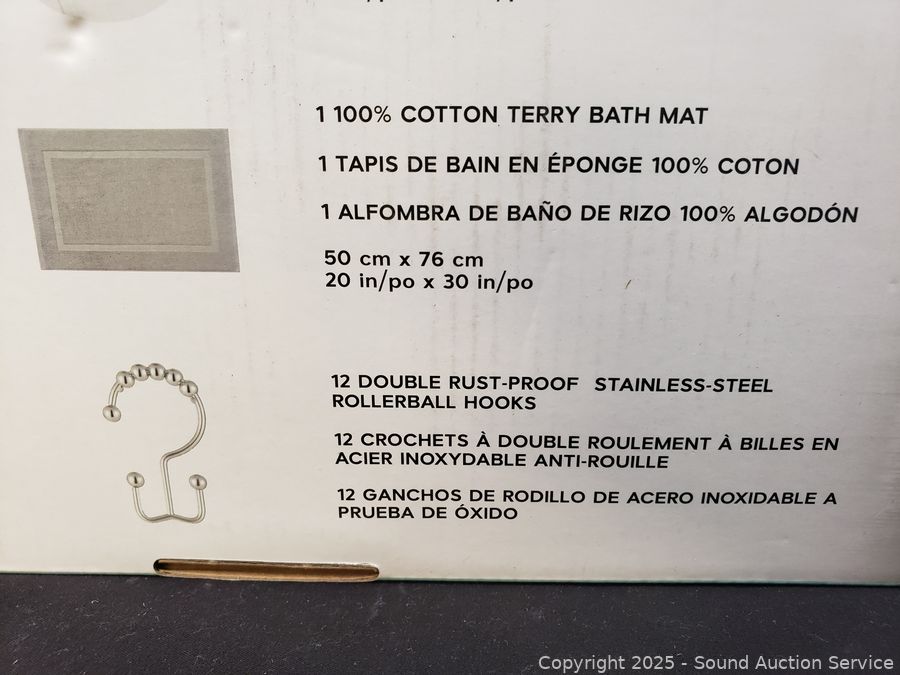 1 100% COTTON TERRY BATH MAT
1 TAPIS DE BAIN EN ÉPONGE 100% COTON
1 ALFOMBRA DE BAÑO DE RIZO 100% ALGODÓN
50 cm x 76 cm
20 in/po x 30 in/po
12 DOUBLE RUST-PROOF STAINLESS-STEEL
ROLLERBALL HOOKS
12 CROCHETS À DOUBLE ROULEMENT À BILLES EN
ACIER INOXYDABLE ANTI-ROUILLE
12 GANCHOS DE RODILLO DE ACERO INOXIDABLE A
PRUEBA DE ÓXIDO
Copyright 2025 - Sound Auction Service